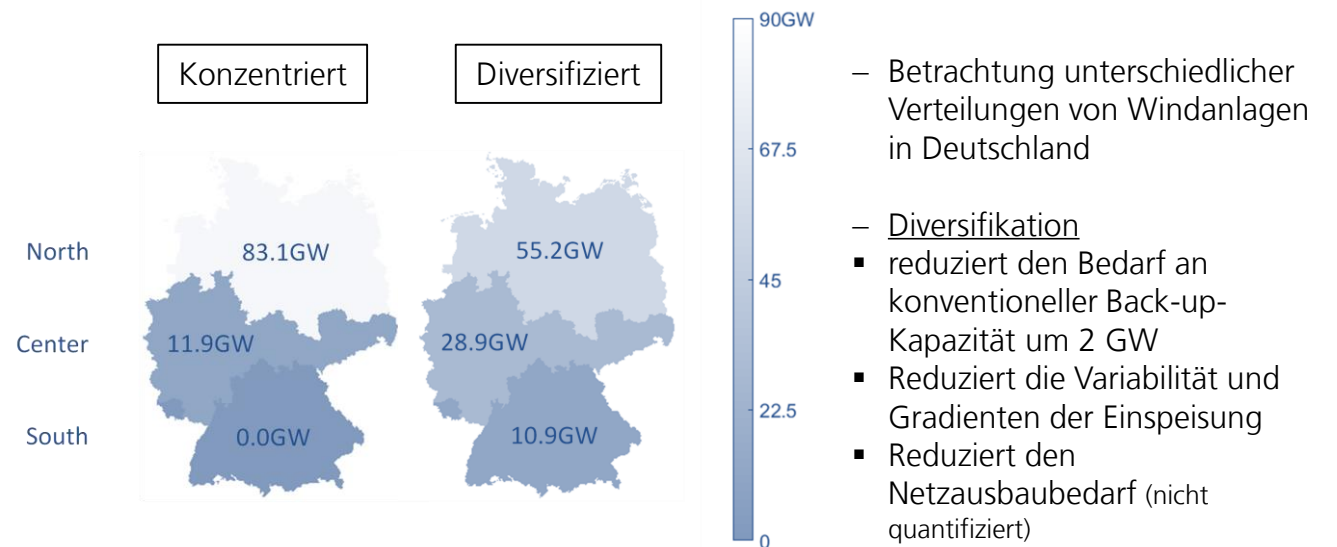 Konzentriert
Diversifiziert
North
Center
South
83.1GW
11.9GW
0.0GW
55.2GW
28.9GW
10.9GW
90GW
67.5
45
22.5
0
– Betrachtung unterschiedlicher
Verteilungen von Windanlagen
in Deutschland
– Diversifikation
▪ reduziert den Bedarf an
konventioneller Back-up-
Kapazität um 2 GW
▪ Reduziert die Variabilität und
Gradienten der Einspeisung
▪ Reduziert den
Netzausbaubedarf (nicht
quantifiziert)